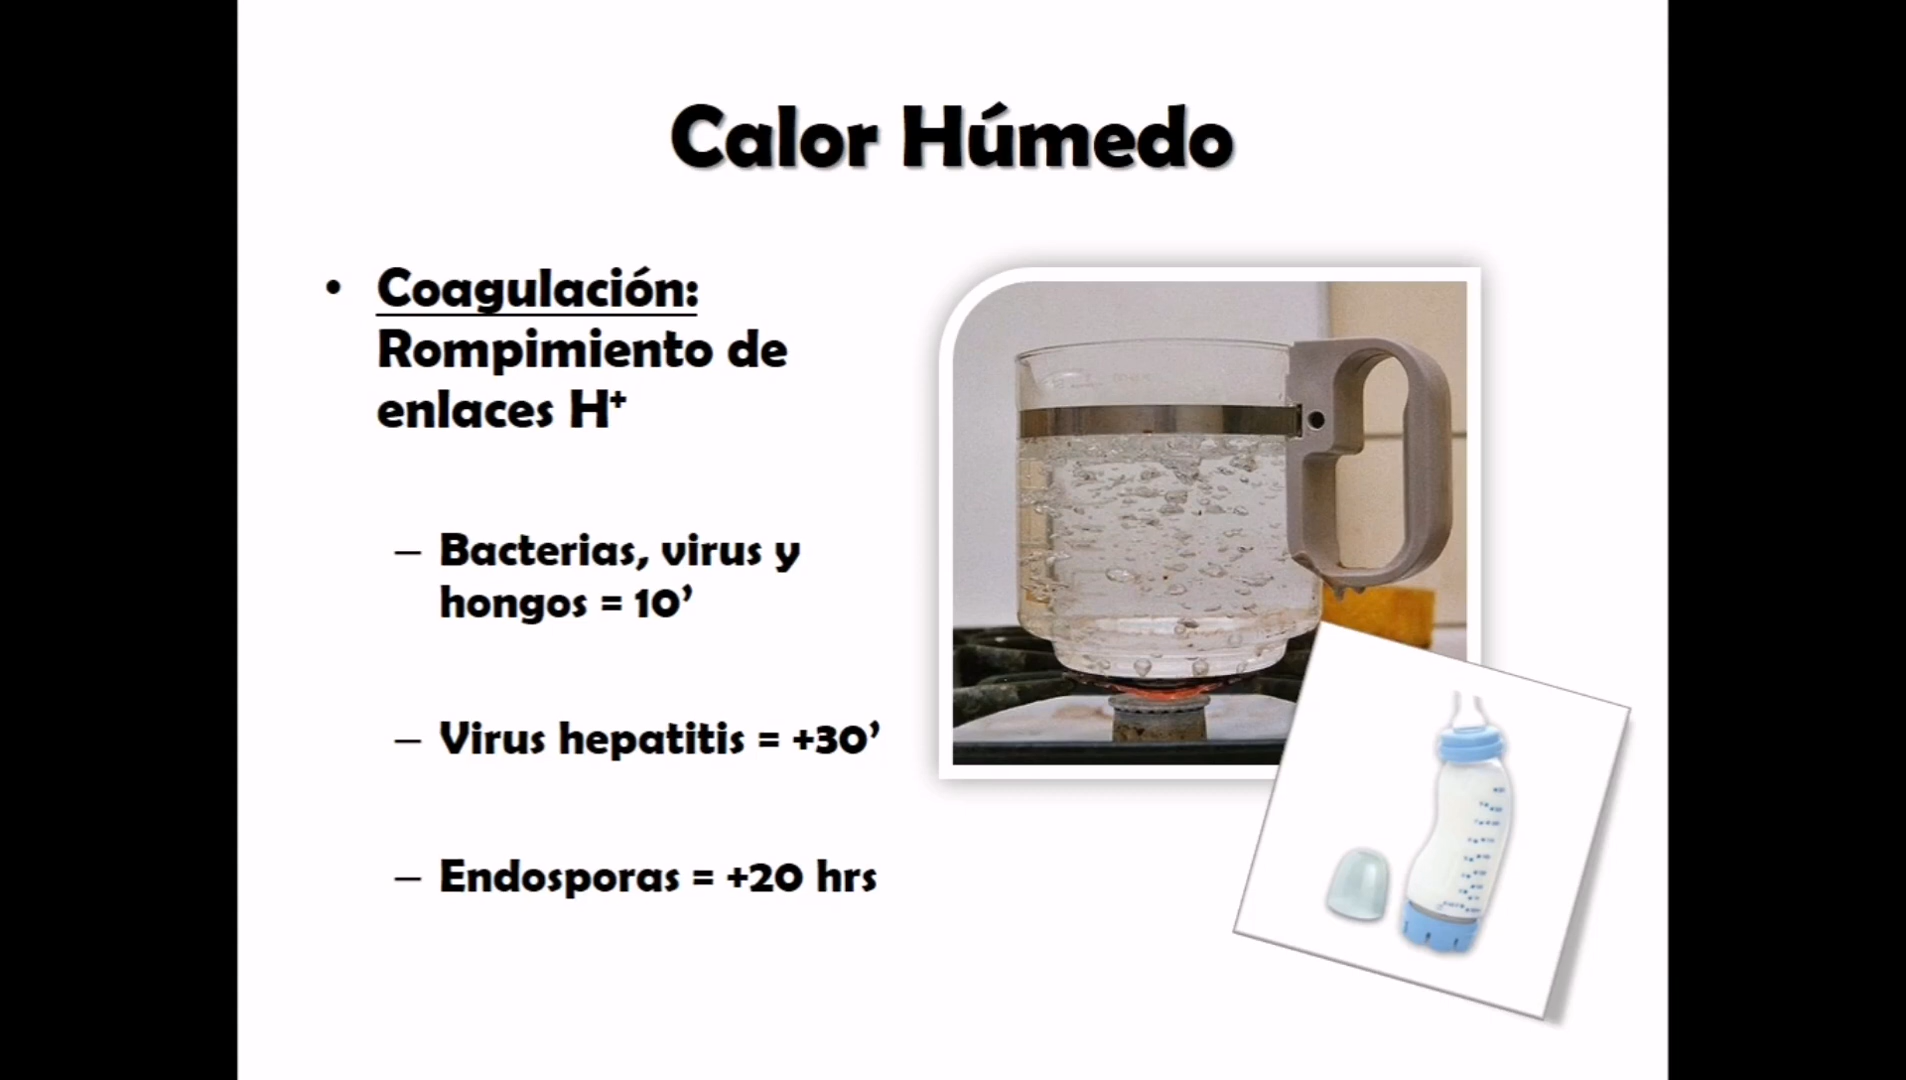 Calor Húmedo
• Coagulación:
Rompimiento de
enlaces H⁺
– Bacterias, virus y
hongos = 10’
– Virus hepatitis = +30’
– Endosporas = +20 hrs